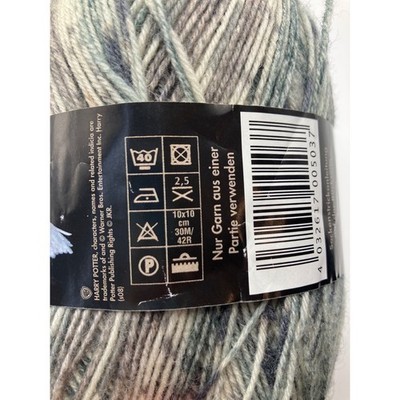 HARRY POTTER, characters, names and related indicia are
trademarks of and © Warner Bros. Entertainment Inc. Harry
Potter Publishing Rights © JKR.
(s08)
40
2,5
10x10
cm
30M/
42R
P
Nur Garn aus einer
Partie verwenden
4 032617 005037